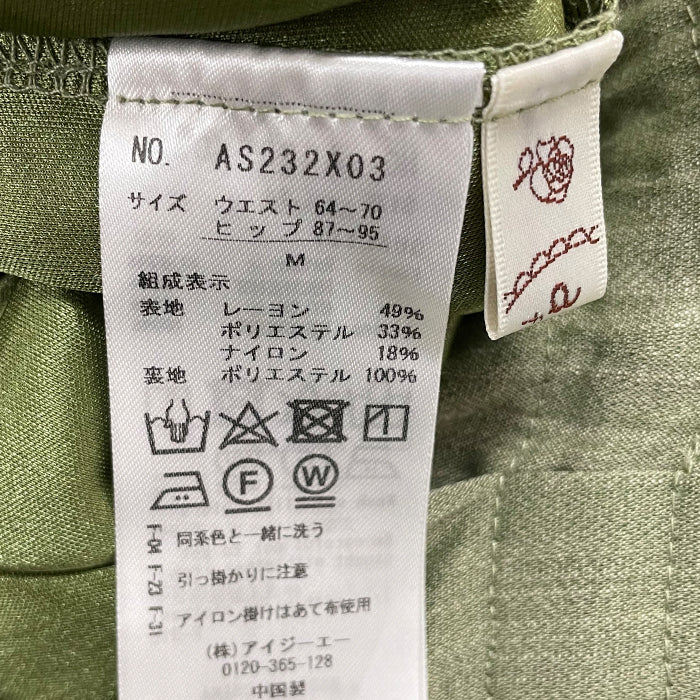 NO. AS232X03
サイズ ウエスト 64～70
ヒップ 87～95
M
組成表示
表地 レーヨン 49%
ポリエステル 33%
ナイロン 18%
裏地 ポリエステル 100%
F W
F-04 同系色と一緒に洗う
F-23 引っ掛かりに注意
F-31 アイロン掛けはあて布使用
(株)アイジーエー
0120-365-128
中国製